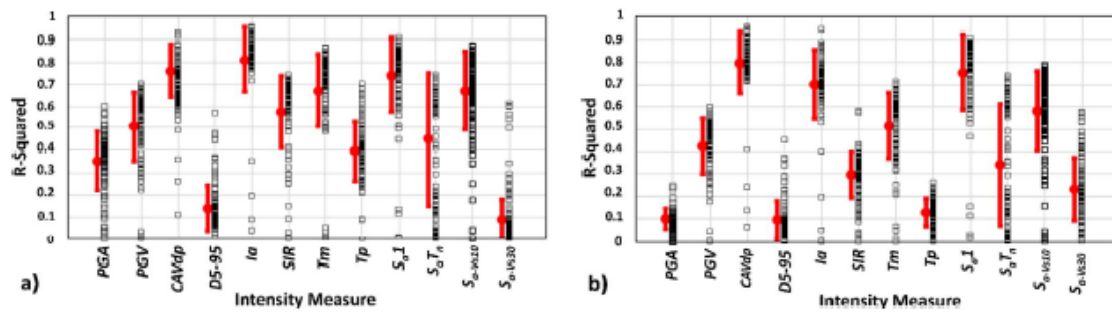 1
0.9
0.8
0.7
0.6
0.5
0.4
0.3
0.2
0.1
0
R-Squared
PGA
PGV
CAVdp
D5-95
Ia
SIR
Tm
Tp
Sa1
SaTn
Sa-Vs10
Sa-Vs30
a)
Intensity Measure
1
0.9
0.8
0.7
0.6
0.5
0.4
0.3
0.2
0.1
0
R-Squared
PGA
PGV
CAVdp
D5-95
Ia
SIR
Tm
Tp
Sa1
SaTn
Sa-Vs10
Sa-Vs30
b)
Intensity Measure